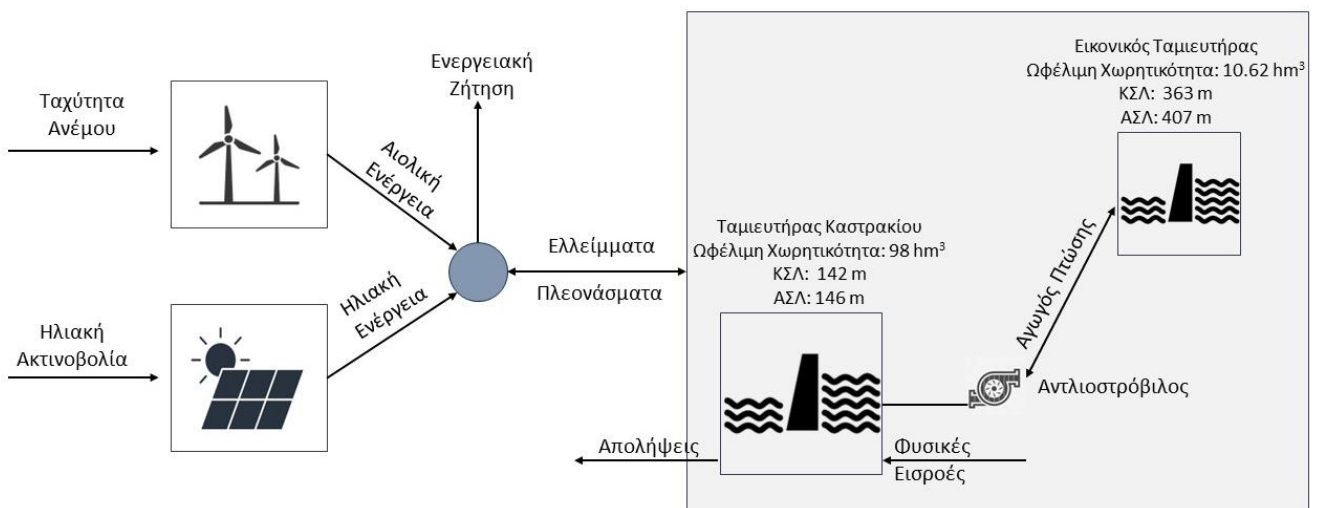 Ταχύτητα
Ανέμου
Αιολική
Ενέργεια
Ενεργειακή
Ζήτηση
Ηλιακή
Ακτινοβολία
Ηλιακή
Ενέργεια
Ελλείμματα
Πλεονάσματα
Εικονικός Ταμιευτήρας
Ωφέλιμη Χωρητικότητα: 10.62 hm³
ΚΣΛ: 363 m
ΑΣΛ: 407 m
Ταμιευτήρας Καστρακίου
Ωφέλιμη Χωρητικότητα: 98 hm³
ΚΣΛ: 142 m
ΑΣΛ: 146 m
Αγωγός Πτώσης
Αντλιοστρόβιλος
Απολήψεις
Φυσικές
Εισροές